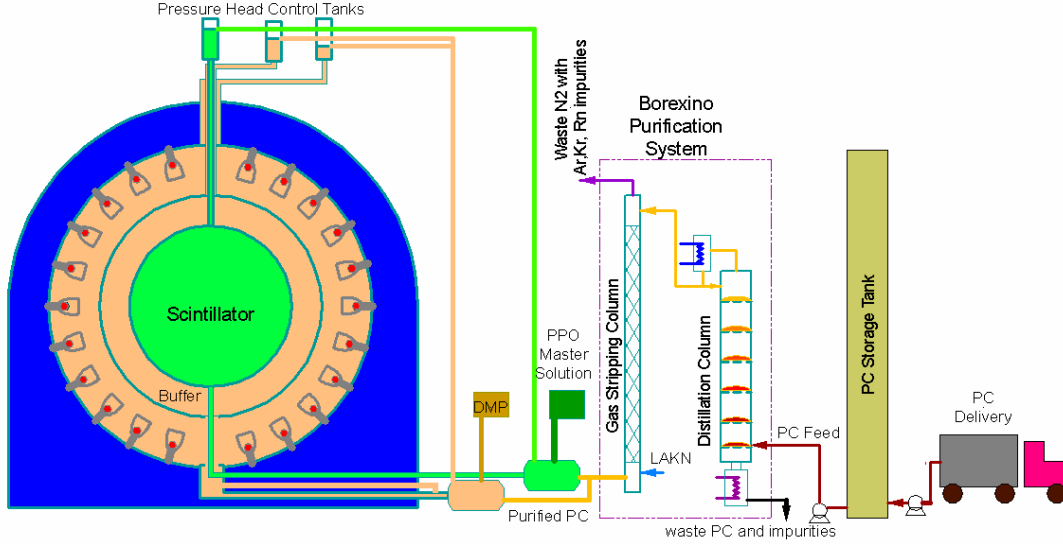 Pressure Head Control Tanks
Waste N2 with
Ar,Kr, Rn impurities
Borexino
Purification
System
Scintillator
Buffer
PPO
Master
Solution
DMP
Gas Stripping Column
Distillation Column
PC Storage Tank
PC
Delivery
PC Feed
LAKN
Purified PC
waste PC and impurities